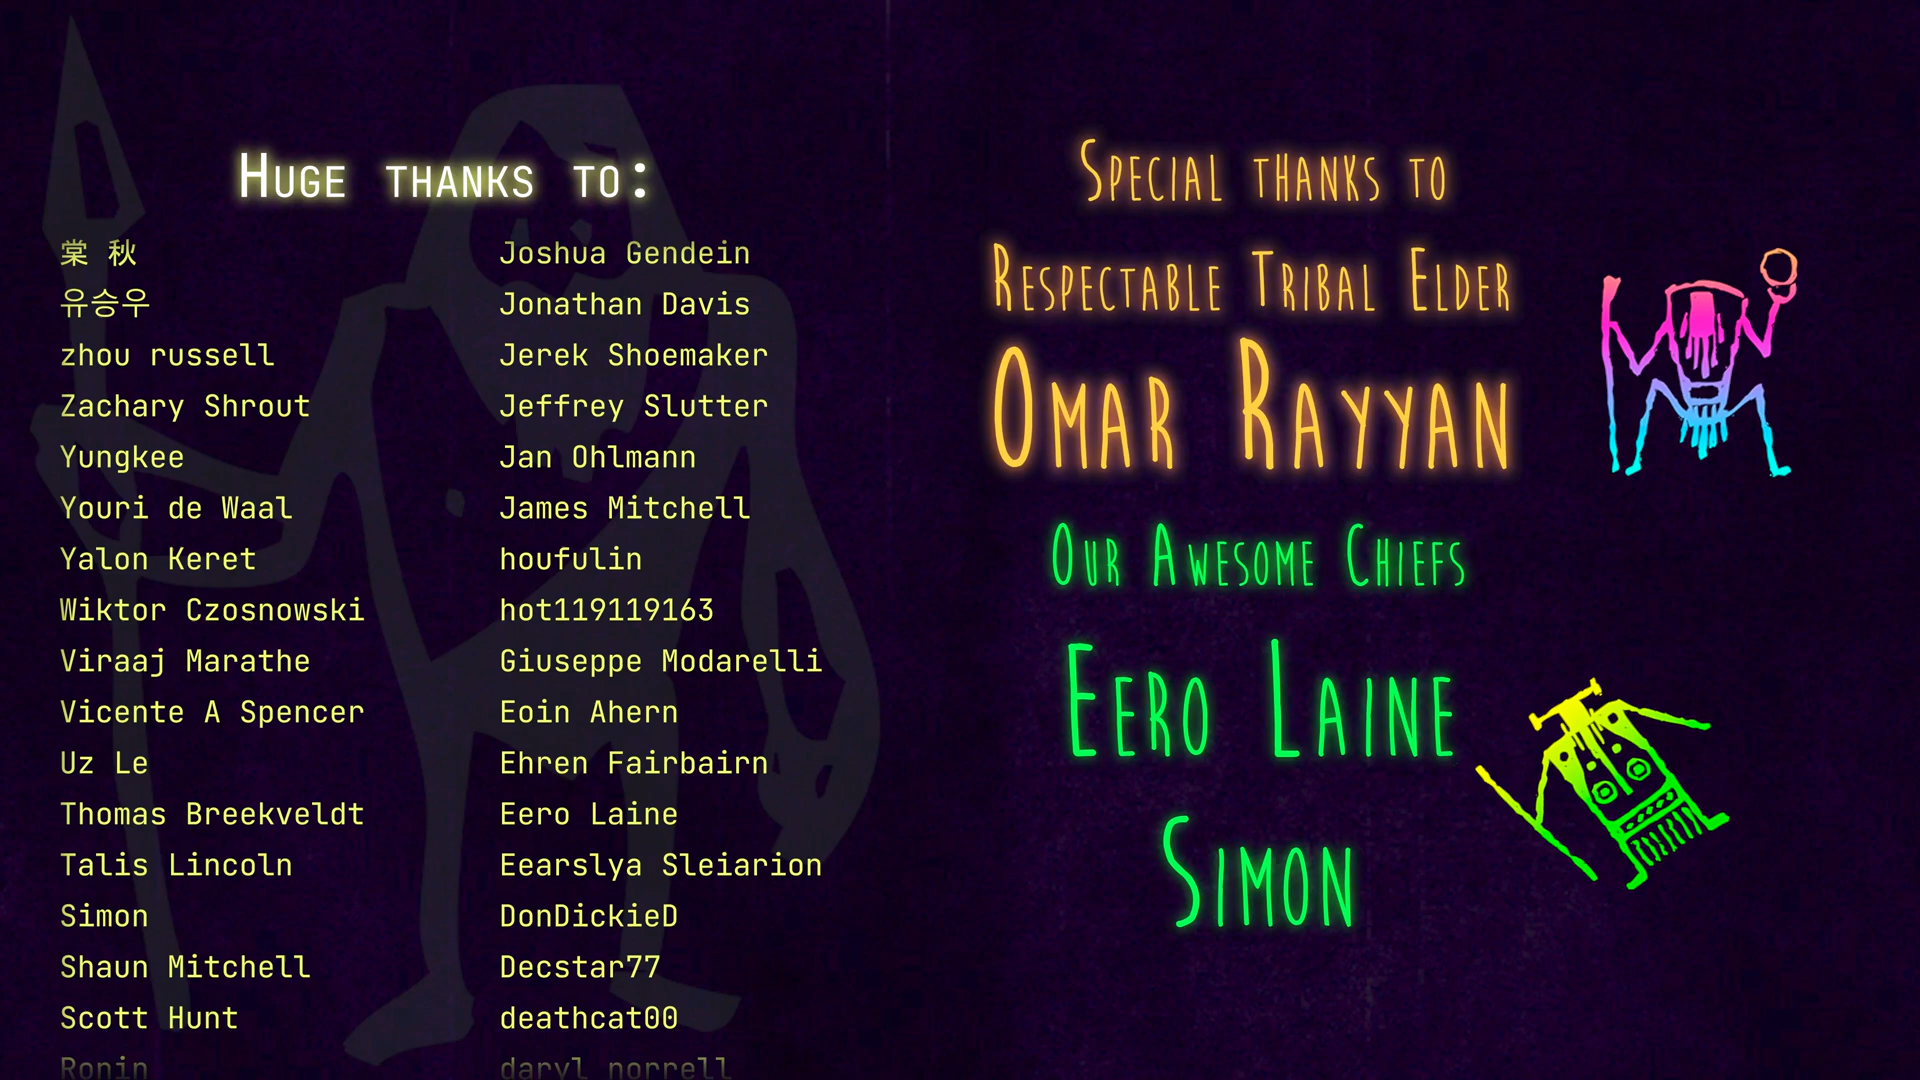 Huge thanks to:
棠 秋
유승우
zhou russell
Zachary Shrout
Yungkee
Youri de Waal
Yalon Keret
Wiktor Czosnowski
Viraaj Marathe
Vicente A Spencer
Uz Le
Thomas Breekveldt
Talis Lincoln
Simon
Shaun Mitchell
Scott Hunt
Ronin
Joshua Gendein
Jonathan Davis
Jerek Shoemaker
Jeffrey Slutter
Jan Ohlmann
James Mitchell
houfulin
hot119119163
Giuseppe Modarelli
Eoin Ahern
Ehren Fairbairn
Eero Laine
Eearslya Sleiarion
DonDickieD
Decstar77
deathcat00
daryl norrell
Special thanks to
Respectable Tribal Elder
Omar Rayyan
Our Awesome Chiefs
Eero Laine
Simon